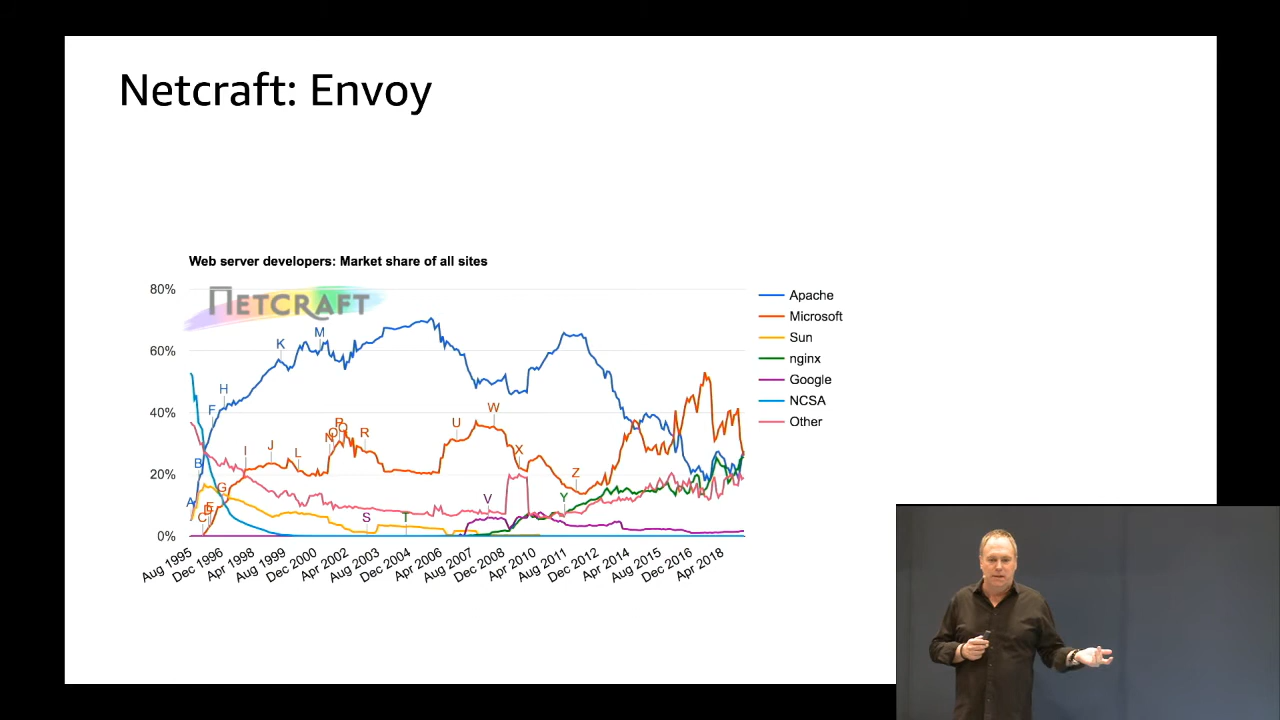 Netcraft: Envoy
Web server developers: Market share of all sites
NETCRAFT
80%
60%
40%
20%
0%
K
M
H
F
B
A
C
D
E
G
I
J
L
N
O
P
Q
R
S
T
U
V
W
X
Y
Z
Aug 1995
Dec 1996
Apr 1998
Aug 1999
Dec 2000
Apr 2002
Aug 2003
Dec 2004
Apr 2006
Aug 2007
Dec 2008
Apr 2010
Aug 2011
Dec 2012
Apr 2014
Aug 2015
Dec 2016
Apr 2018
Apache
Microsoft
Sun
nginx
Google
NCSA
Other